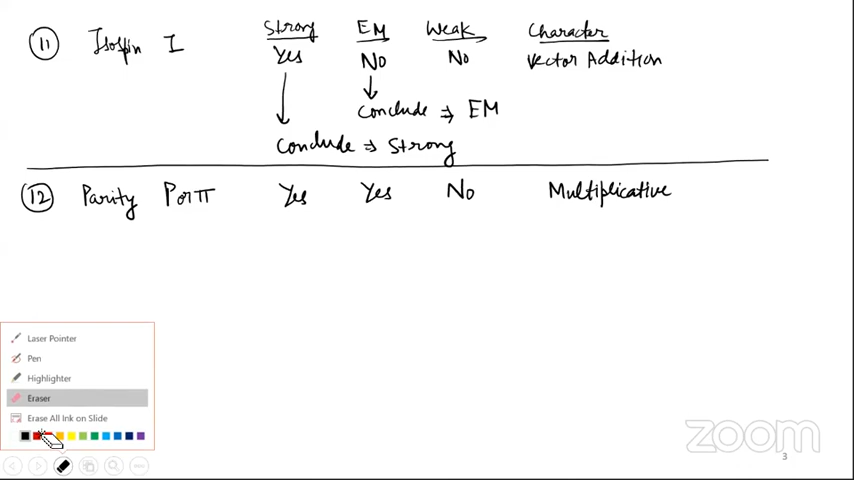 Strong EM Weak Character
11 Isospin I Yes No No Vector Addition
Conclude ⇒ EM
Conclude ⇒ Strong
12 Parity P or π Yes Yes No Multiplicative
Laser Pointer
Pen
Highlighter
Eraser
Erase All Ink on Slide
zoom
3